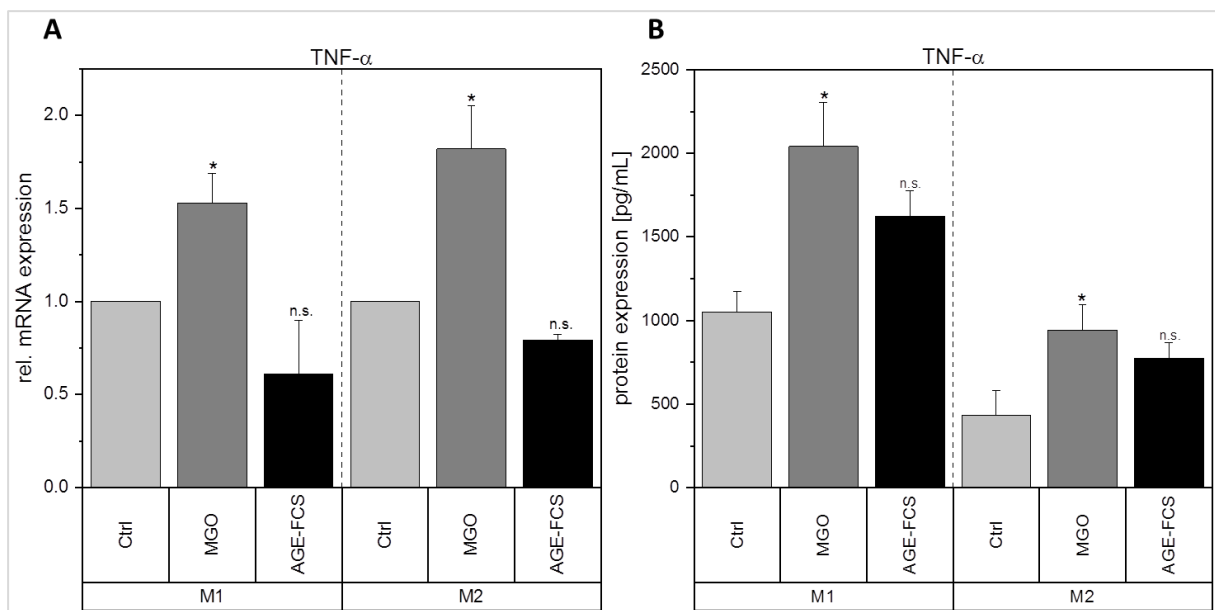 A
TNF-α
rel. mRNA expression
2.0
1.5
1.0
0.5
0.0
*
n.s.
*
n.s.
Ctrl
MGO
AGE-FCS
Ctrl
MGO
AGE-FCS
M1
M2
B
TNF-α
protein expression [pg/mL]
2500
2000
1500
1000
500
0
*
n.s.
*
n.s.
Ctrl
MGO
AGE-FCS
Ctrl
MGO
AGE-FCS
M1
M2